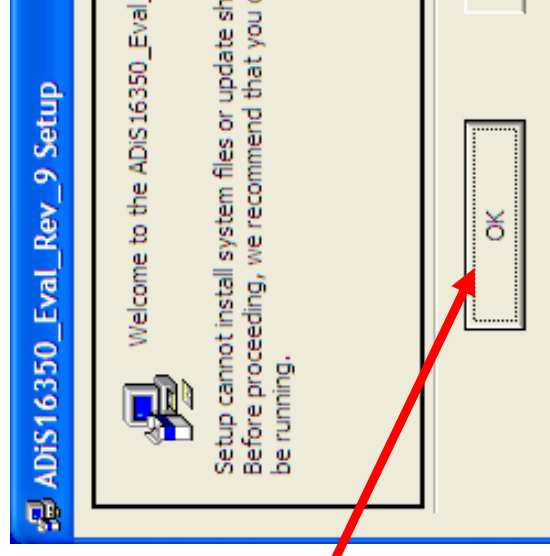 ADiS16350_Eval_Rev_9 Setup
Welcome to the ADiS16350_Eval_
Setup cannot install system files or update sh
Before proceeding, we recommend that you c
be running.
OK